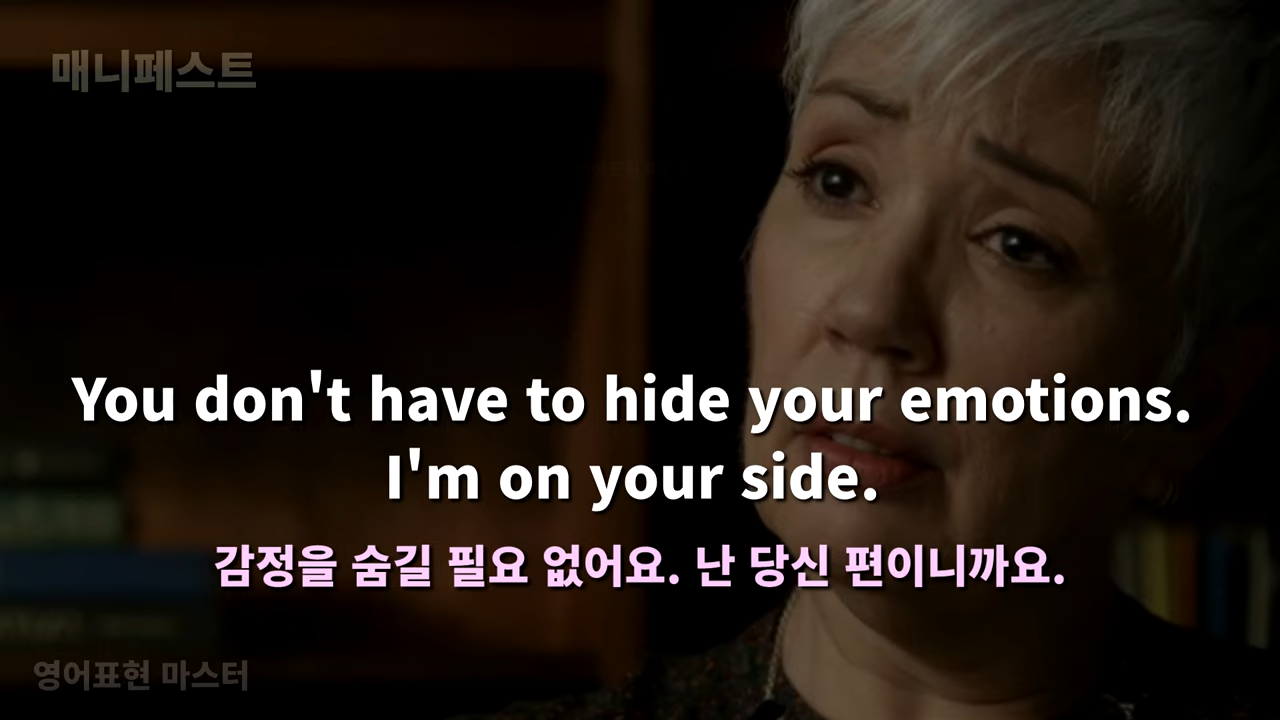 매니페스트
You don't have to hide your emotions.
I'm on your side.
감정을 숨길 필요 없어요. 난 당신 편이니까요.
영어표현 마스터